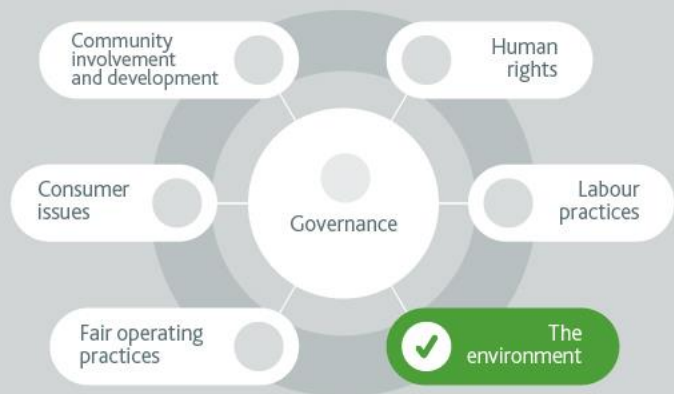 Community
involvement
and development
Human
rights
Consumer
issues
Governance
Labour
practices
Fair operating
practices
The
environment